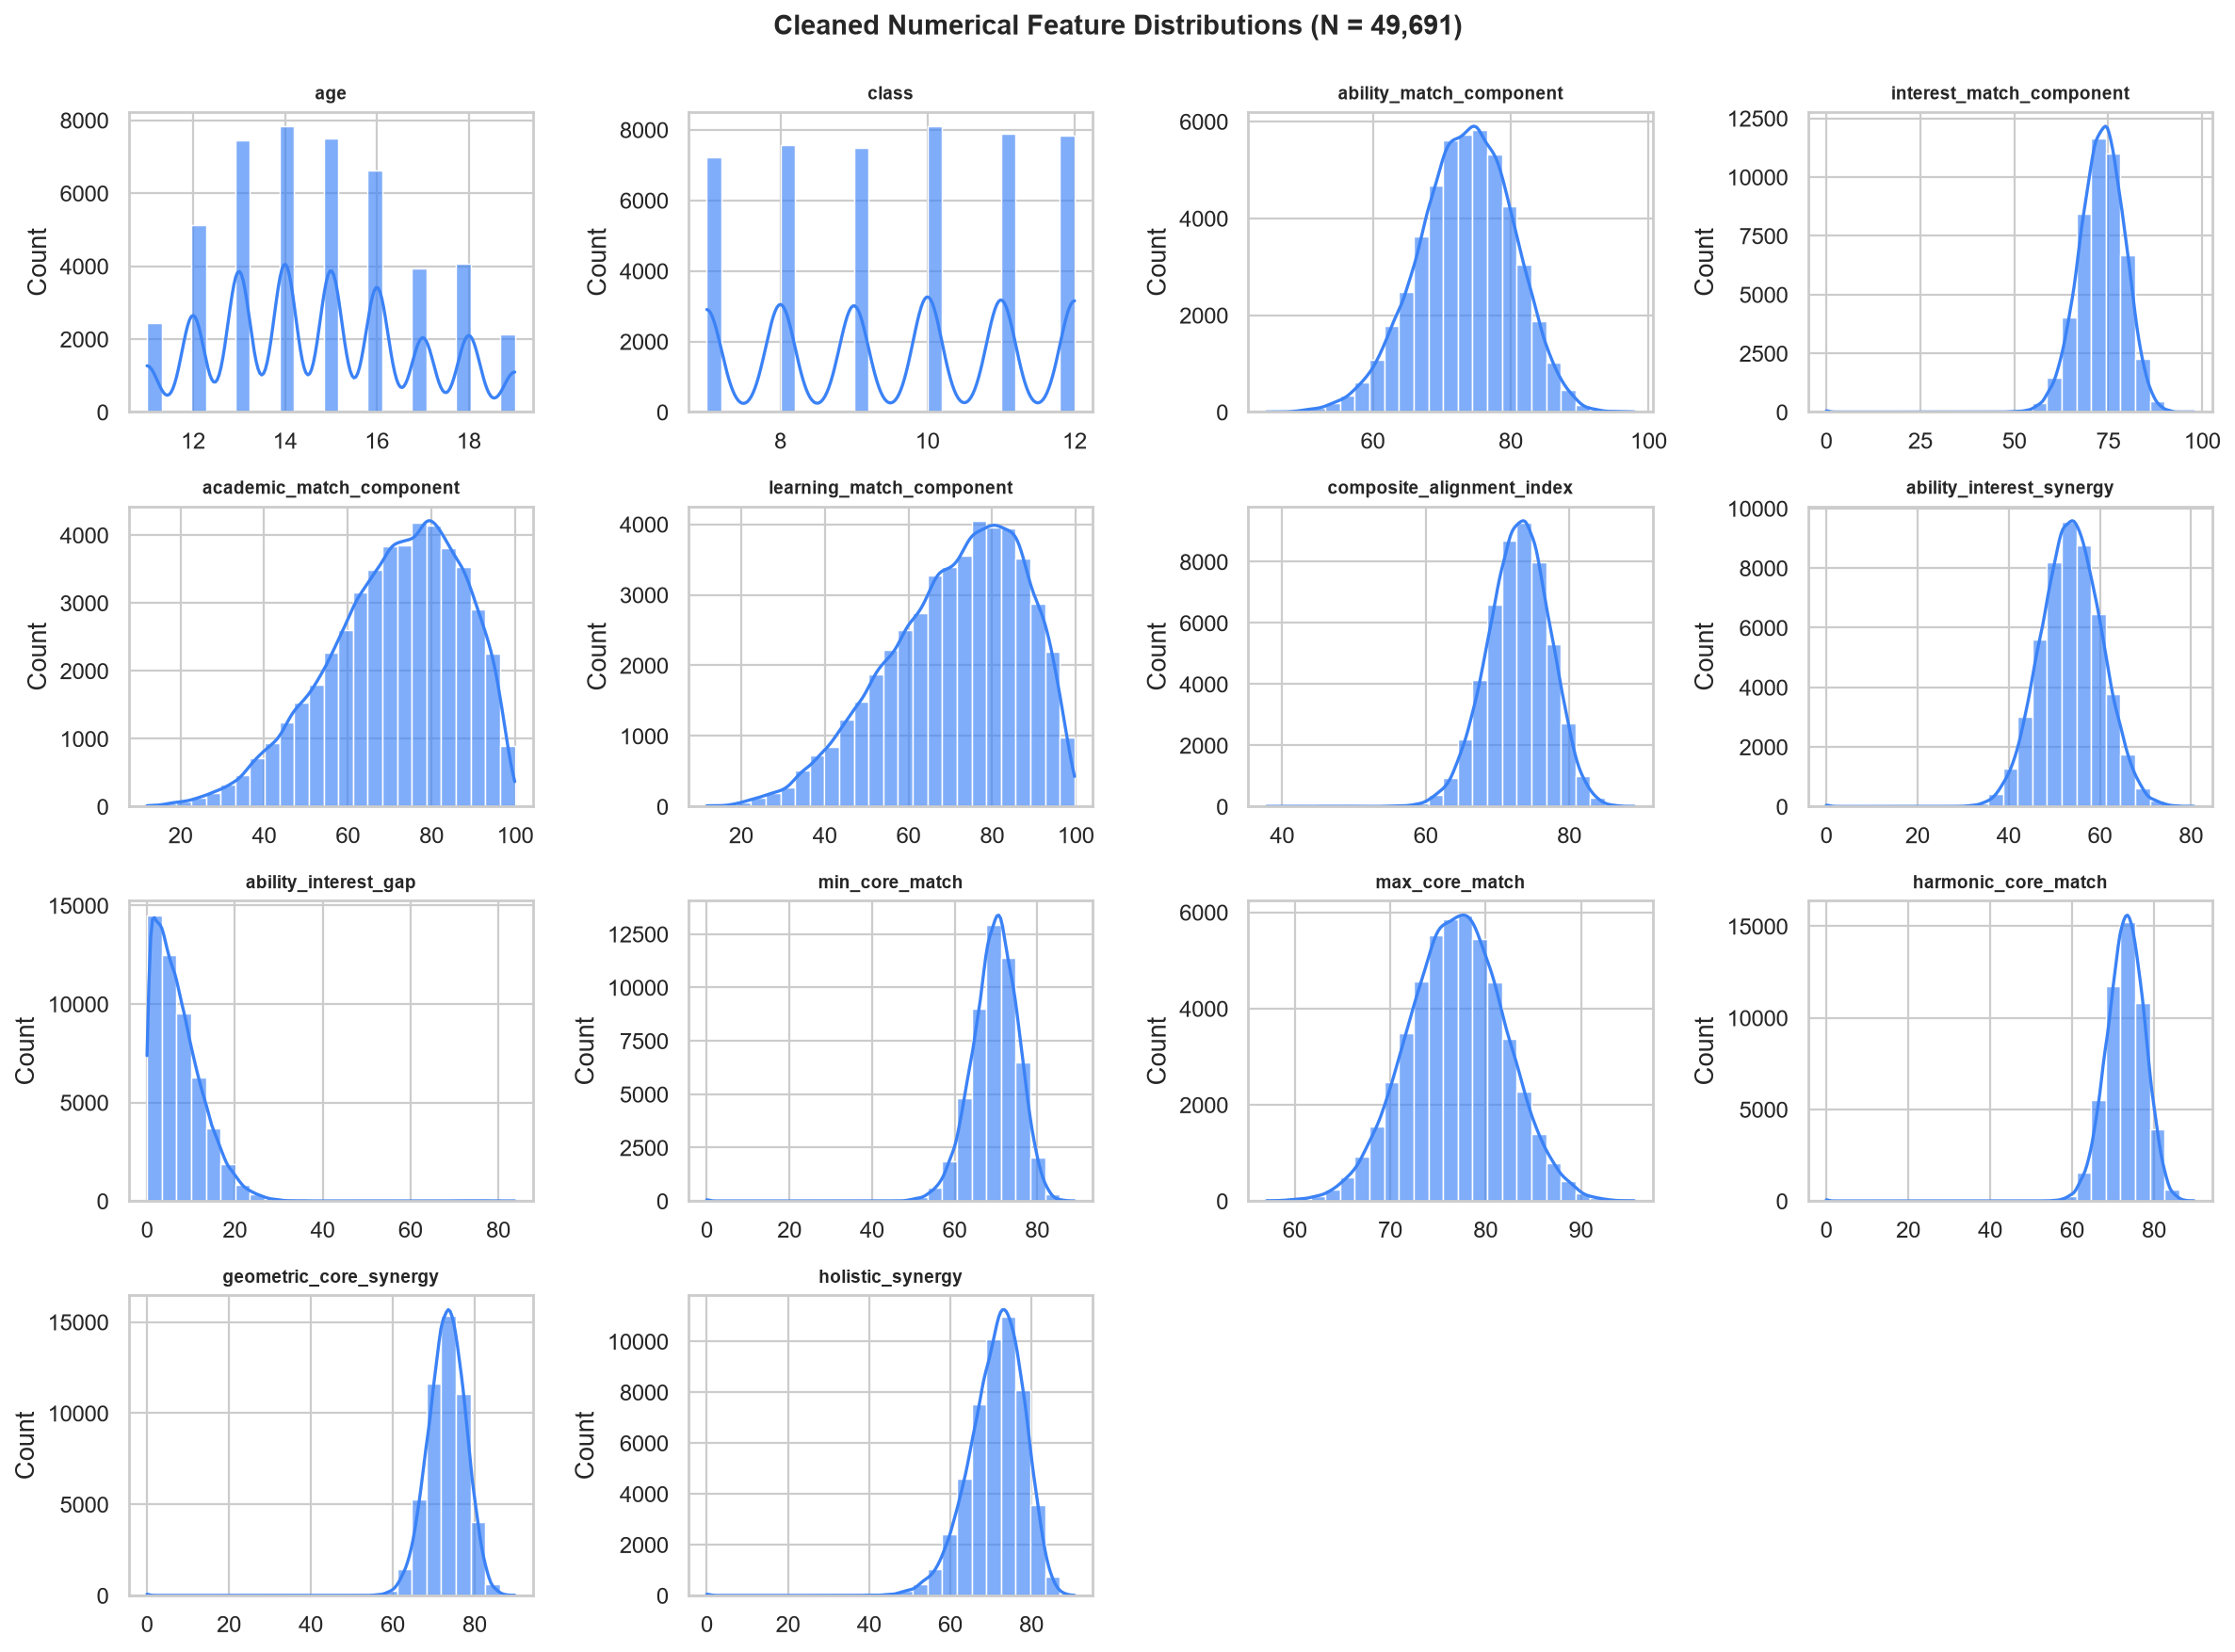 Cleaned Numerical Feature Distributions (N = 49,691)
age
8000
6000
4000
2000
0
Count
12 14 16 18
class
8000
6000
4000
2000
0
Count
8 10 12
ability_match_component
6000
4000
2000
0
Count
60 80 100
interest_match_component
12500
10000
7500
5000
2500
0
Count
0 25 50 75 100
academic_match_component
4000
3000
2000
1000
0
Count
20 40 60 80 100
learning_match_component
4000
3000
2000
1000
0
Count
20 40 60 80 100
composite_alignment_index
8000
6000
4000
2000
0
Count
40 60 80
ability_interest_synergy
10000
8000
6000
4000
2000
0
Count
0 20 40 60 80
ability_interest_gap
15000
10000
5000
0
Count
0 20 40 60 80
min_core_match
12500
10000
7500
5000
2500
0
Count
0 20 40 60 80
max_core_match
6000
4000
2000
0
Count
60 70 80 90
harmonic_core_match
15000
10000
5000
0
Count
0 20 40 60 80
geometric_core_synergy
15000
10000
5000
0
Count
0 20 40 60 80
holistic_synergy
10000
8000
6000
4000
2000
0
Count
0 20 40 60 80